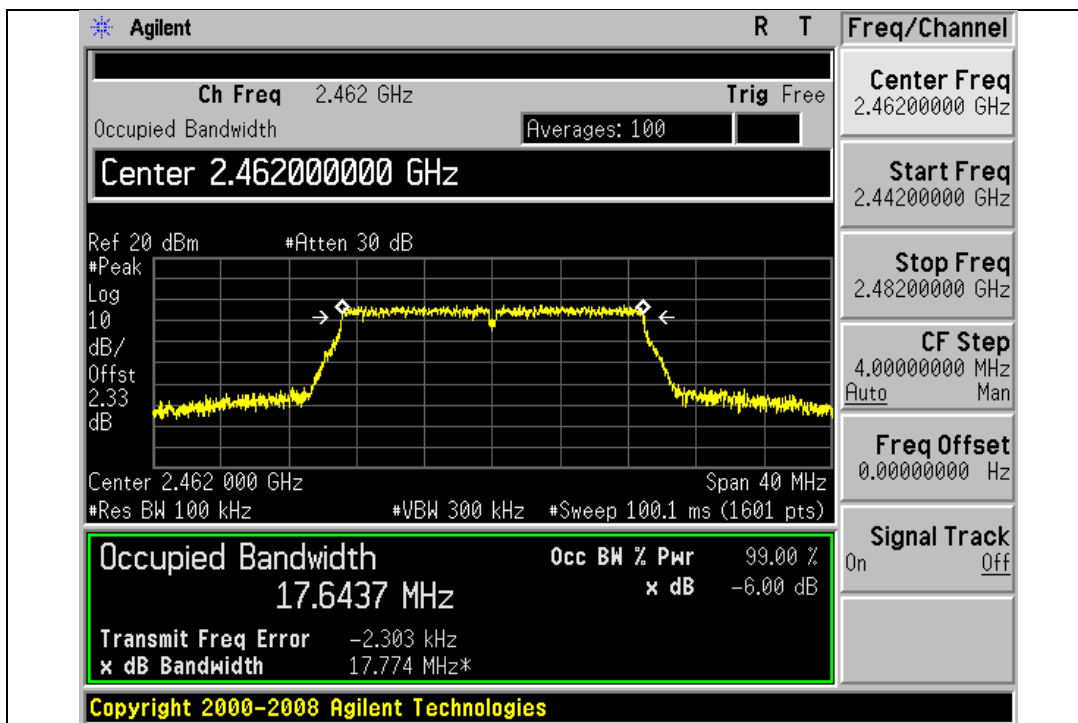 Agilent R T
Freq/Channel
Ch Freq 2.462 GHz Trig Free
Occupied Bandwidth Averages: 100
Center 2.462000000 GHz
Ref 20 dBm #Atten 30 dB
#Peak
Log
10
dB/
Offst
2.33
dB
Center 2.462 000 GHz Span 40 MHz
#Res BW 100 kHz #VBW 300 kHz #Sweep 100.1 ms (1601 pts)
Occupied Bandwidth Occ BW % Pwr 99.00 %
17.6437 MHz x dB -6.00 dB
Transmit Freq Error -2.303 kHz
x dB Bandwidth 17.774 MHz*
Copyright 2000-2008 Agilent Technologies
Center Freq
2.46200000 GHz
Start Freq
2.44200000 GHz
Stop Freq
2.48200000 GHz
CF Step
4.00000000 MHz
Auto Man
Freq Offset
0.00000000 Hz
Signal Track
On Off